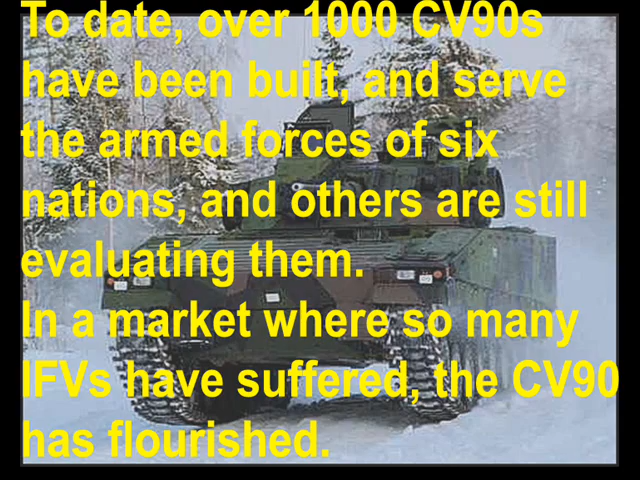 To date, over 1000 CV90s
have been built, and serve
the armed forces of six
nations, and others are still
evaluating them.
In a market where so many
IFVs have suffered, the CV90
has flourished.